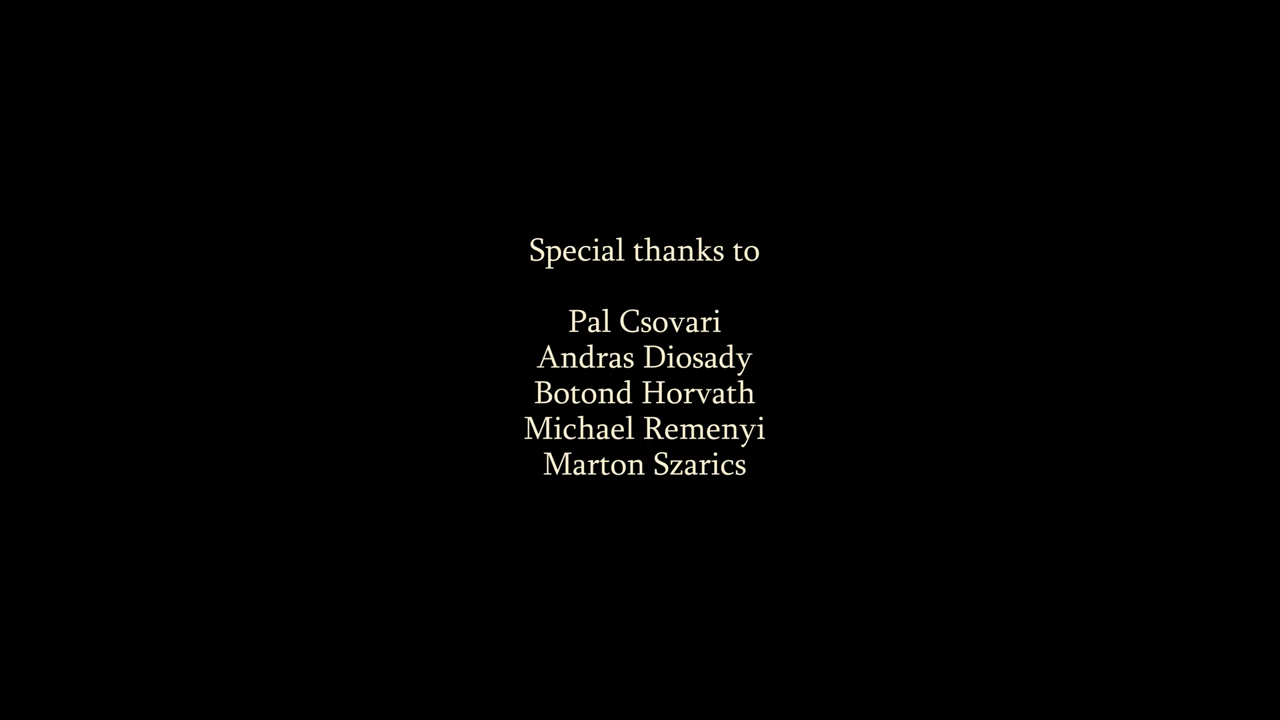 Special thanks to
Pal Csovari
Andras Diosady
Botond Horvath
Michael Remenyi
Marton Szarics